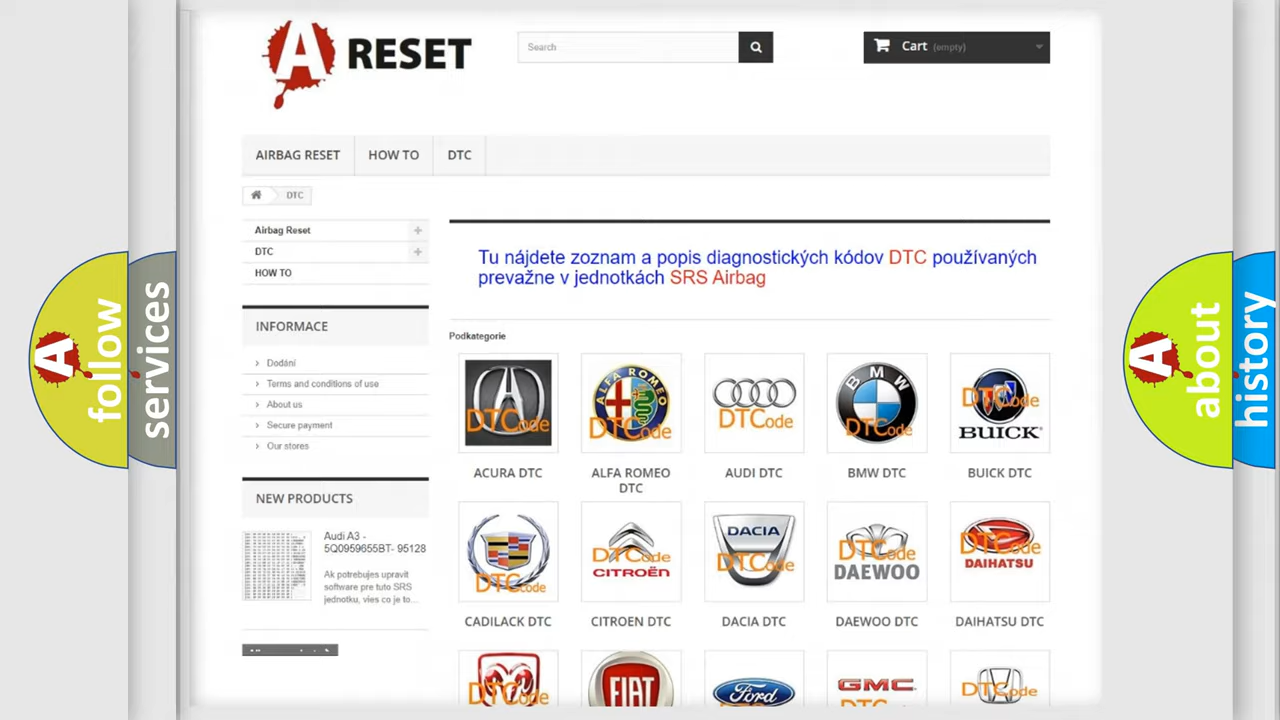 A RESET
Search
Cart (empty)
AIRBAG RESET
HOW TO
DTC
DTC
Airbag Reset
DTC
HOW TO
INFORMACE
Dodání
Terms and conditions of use
About us
Secure payment
Our stores
NEW PRODUCTS
Audi A3 -
5Q0959655BT- 95128
Ak potrebujes upravit
software pre tuto SRS
jednotku, vies co je to...
Tu nájdete zoznam a popis diagnostických kódov DTC používaných
prevažne v jednotkách SRS Airbag
Podkategorie
DTCode
ALFA ROMEO
DTCode
DTCode
BMW
DTCode
DTCode
BUICK
ACURA DTC
ALFA ROMEO
DTC
AUDI DTC
BMW DTC
BUICK DTC
DTCode
DTCode
CITROËN
DACIA
DTCode
DTCode
DAEWOO
DTCode
DAIHATSU
CADILACK DTC
CITROEN DTC
DACIA DTC
DAEWOO DTC
DAIHATSU DTC
DTCode
FIAT
Ford
GMC
DTCode
A follow
services
A about
history